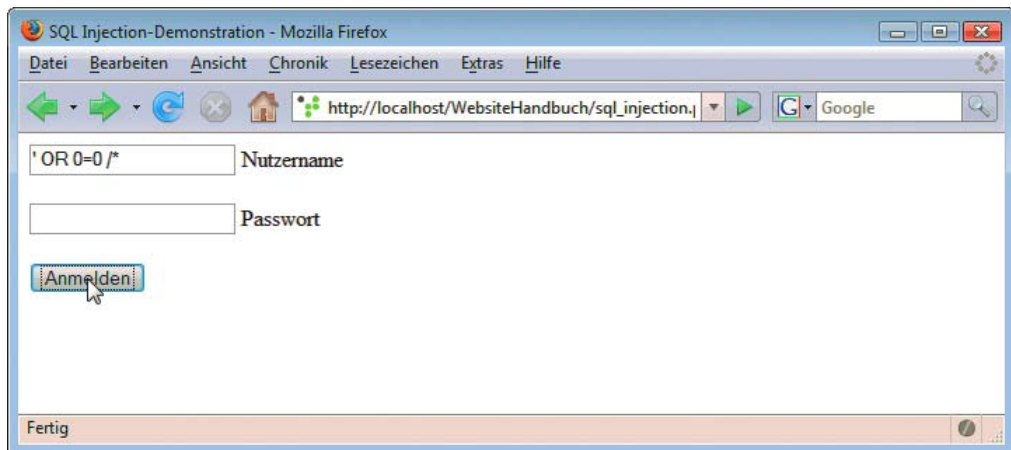 SQL Injection-Demonstration - Mozilla Firefox
Datei Bearbeiten Ansicht Chronik Lesezeichen Extras Hilfe
http://localhost/WebsiteHandbuch/sql_injection.p G Google
' OR 0=0 /* Nutzername
Passwort
Anmelden
Fertig